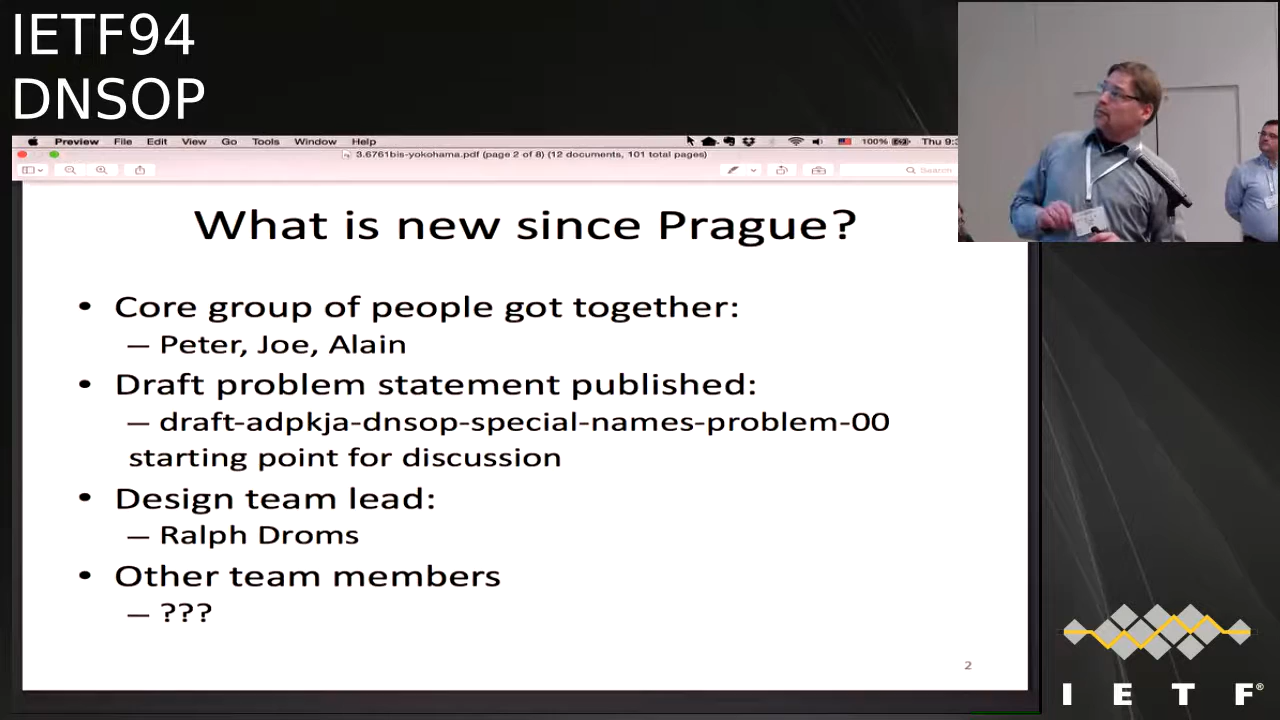 IETF94
DNSOP
Preview File Edit View Go Tools Window Help 100% Thu 9:
3.6761bis-yokohama.pdf (page 2 of 8) (12 documents, 101 total pages)
Search
What is new since Prague?
• Core group of people got together:
— Peter, Joe, Alain
• Draft problem statement published:
— draft-adpkja-dnsop-special-names-problem-00
starting point for discussion
• Design team lead:
— Ralph Droms
• Other team members
— ???
2
I E T F®